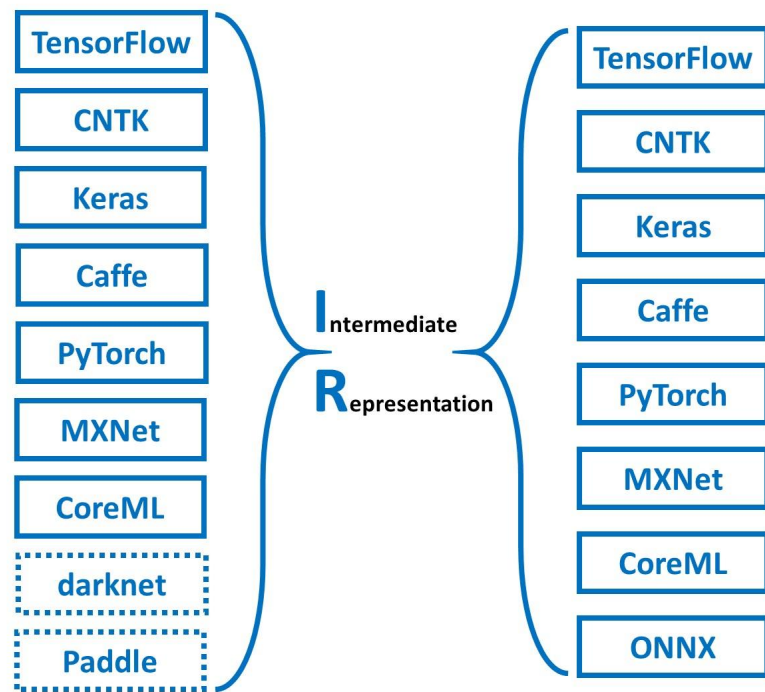 TensorFlow
CNTK
Keras
Caffe
PyTorch
MXNet
CoreML
darknet
Paddle
Intermediate
Representation
TensorFlow
CNTK
Keras
Caffe
PyTorch
MXNet
CoreML
ONNX